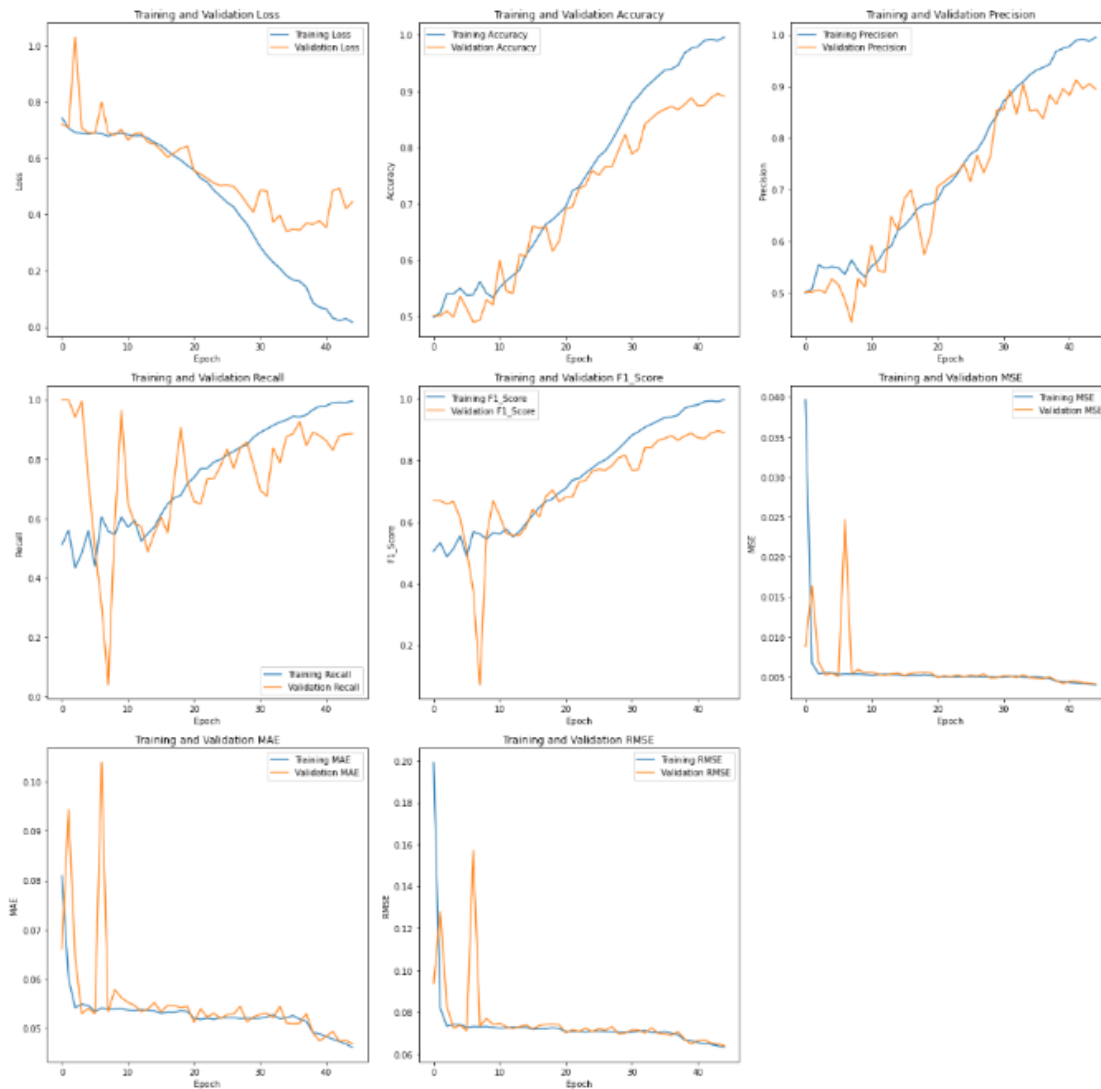 Training and Validation Loss
Training Loss
Validation Loss
1.0
0.8
0.6
0.4
0.2
0.0
Loss
0
10
20
30
40
Epoch
Training and Validation Accuracy
Training Accuracy
Validation Accuracy
1.0
0.9
0.8
0.7
0.6
0.5
Accuracy
0
10
20
30
40
Epoch
Training and Validation Precision
Training Precision
Validation Precision
1.0
0.9
0.8
0.7
0.6
0.5
Precision
0
10
20
30
40
Epoch
Training and Validation Recall
1.0
0.8
0.6
0.4
0.2
0.0
Recall
Training Recall
Validation Recall
0
10
20
30
40
Epoch
Training and Validation F1_Score
Training F1_Score
Validation F1_Score
1.0
0.8
0.6
0.4
0.2
F1_Score
0
10
20
30
40
Epoch
Training and Validation MSE
Training MSE
Validation MSE
0.040
0.035
0.030
0.025
0.020
0.015
0.010
0.005
MSE
0
10
20
30
40
Epoch
Training and Validation MAE
Training MAE
Validation MAE
0.10
0.09
0.08
0.07
0.06
0.05
MAE
0
10
20
30
40
Epoch
Training and Validation RMSE
Training RMSE
Validation RMSE
0.20
0.18
0.16
0.14
0.12
0.10
0.08
0.06
RMSE
0
10
20
30
40
Epoch